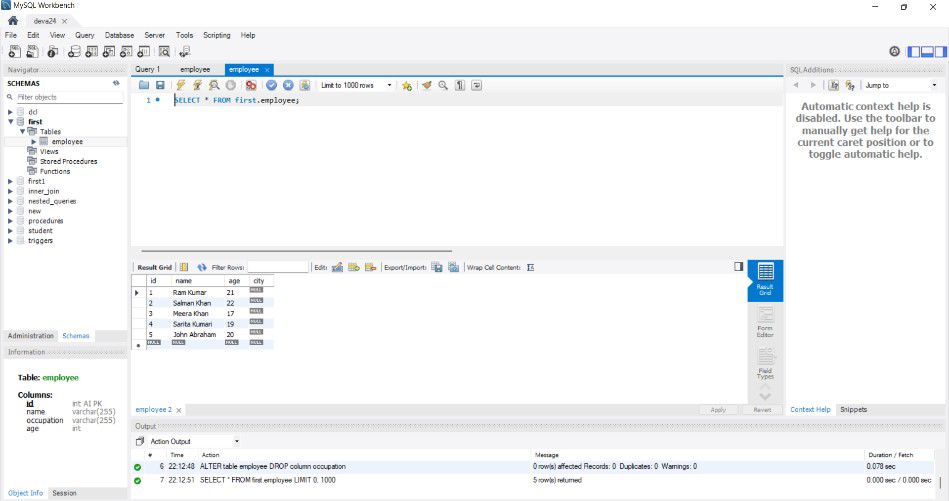 MySQL Workbench
deva24
File Edit View Query Database Server Tools Scripting Help
Navigator
SCHEMAS
Filter objects
dcl
first
Tables
employee
Views
Stored Procedures
Functions
first1
inner_join
nested_queries
new
procedures
student
triggers
Administration Schemas
Information
Table: employee
Columns:
id int AI PK
name varchar(255)
occupation varchar(255)
age int
Object Info Session
Query 1 employee employee
Limit to 1000 rows
1 SELECT * FROM first.employee;
Result Grid Filter Rows: Edit: Export/Import: Wrap Cell Content:
id name age city
1 Ram Kumar 21 NULL
2 Salman Khan 22 NULL
3 Meera Khan 17 NULL
4 Sarita Kumari 19 NULL
5 John Abraham 20 NULL
NULL NULL NULL NULL
Result
Grid
Form
Editor
Field
Types
employee 2 Apply Revert
SQLAdditions
Jump to
Automatic context help is
disabled. Use the toolbar to
manually get help for the
current caret position or to
toggle automatic help.
Context Help Snippets
Output
Action Output
# Time Action Message Duration / Fetch
6 22:12:48 ALTER table employee DROP column occupation 0 row(s) affected Records: 0 Duplicates: 0 Warnings: 0 0.078 sec
7 22:12:51 SELECT * FROM first.employee LIMIT 0, 1000 5 row(s) returned 0.000 sec / 0.000 sec